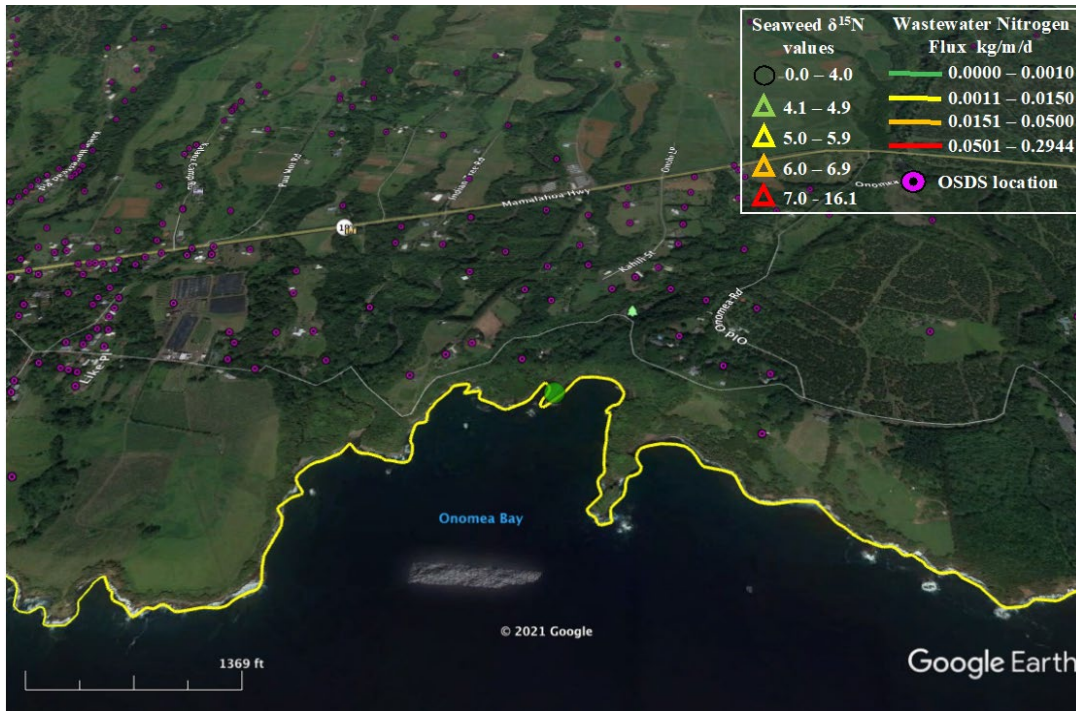 Seaweed δ¹⁵N values
0.0 – 4.0
4.1 – 4.9
5.0 – 5.9
6.0 – 6.9
7.0 – 16.1
Wastewater Nitrogen
Flux kg/m/d
0.0000 – 0.0010
0.0011 – 0.0150
0.0151 – 0.0500
0.0501 – 0.2944
OSDS location
Mamalahoa Hwy
Kahili St
Onomea Rd
Onomea Bay
© 2021 Google
1369 ft
Google Earth